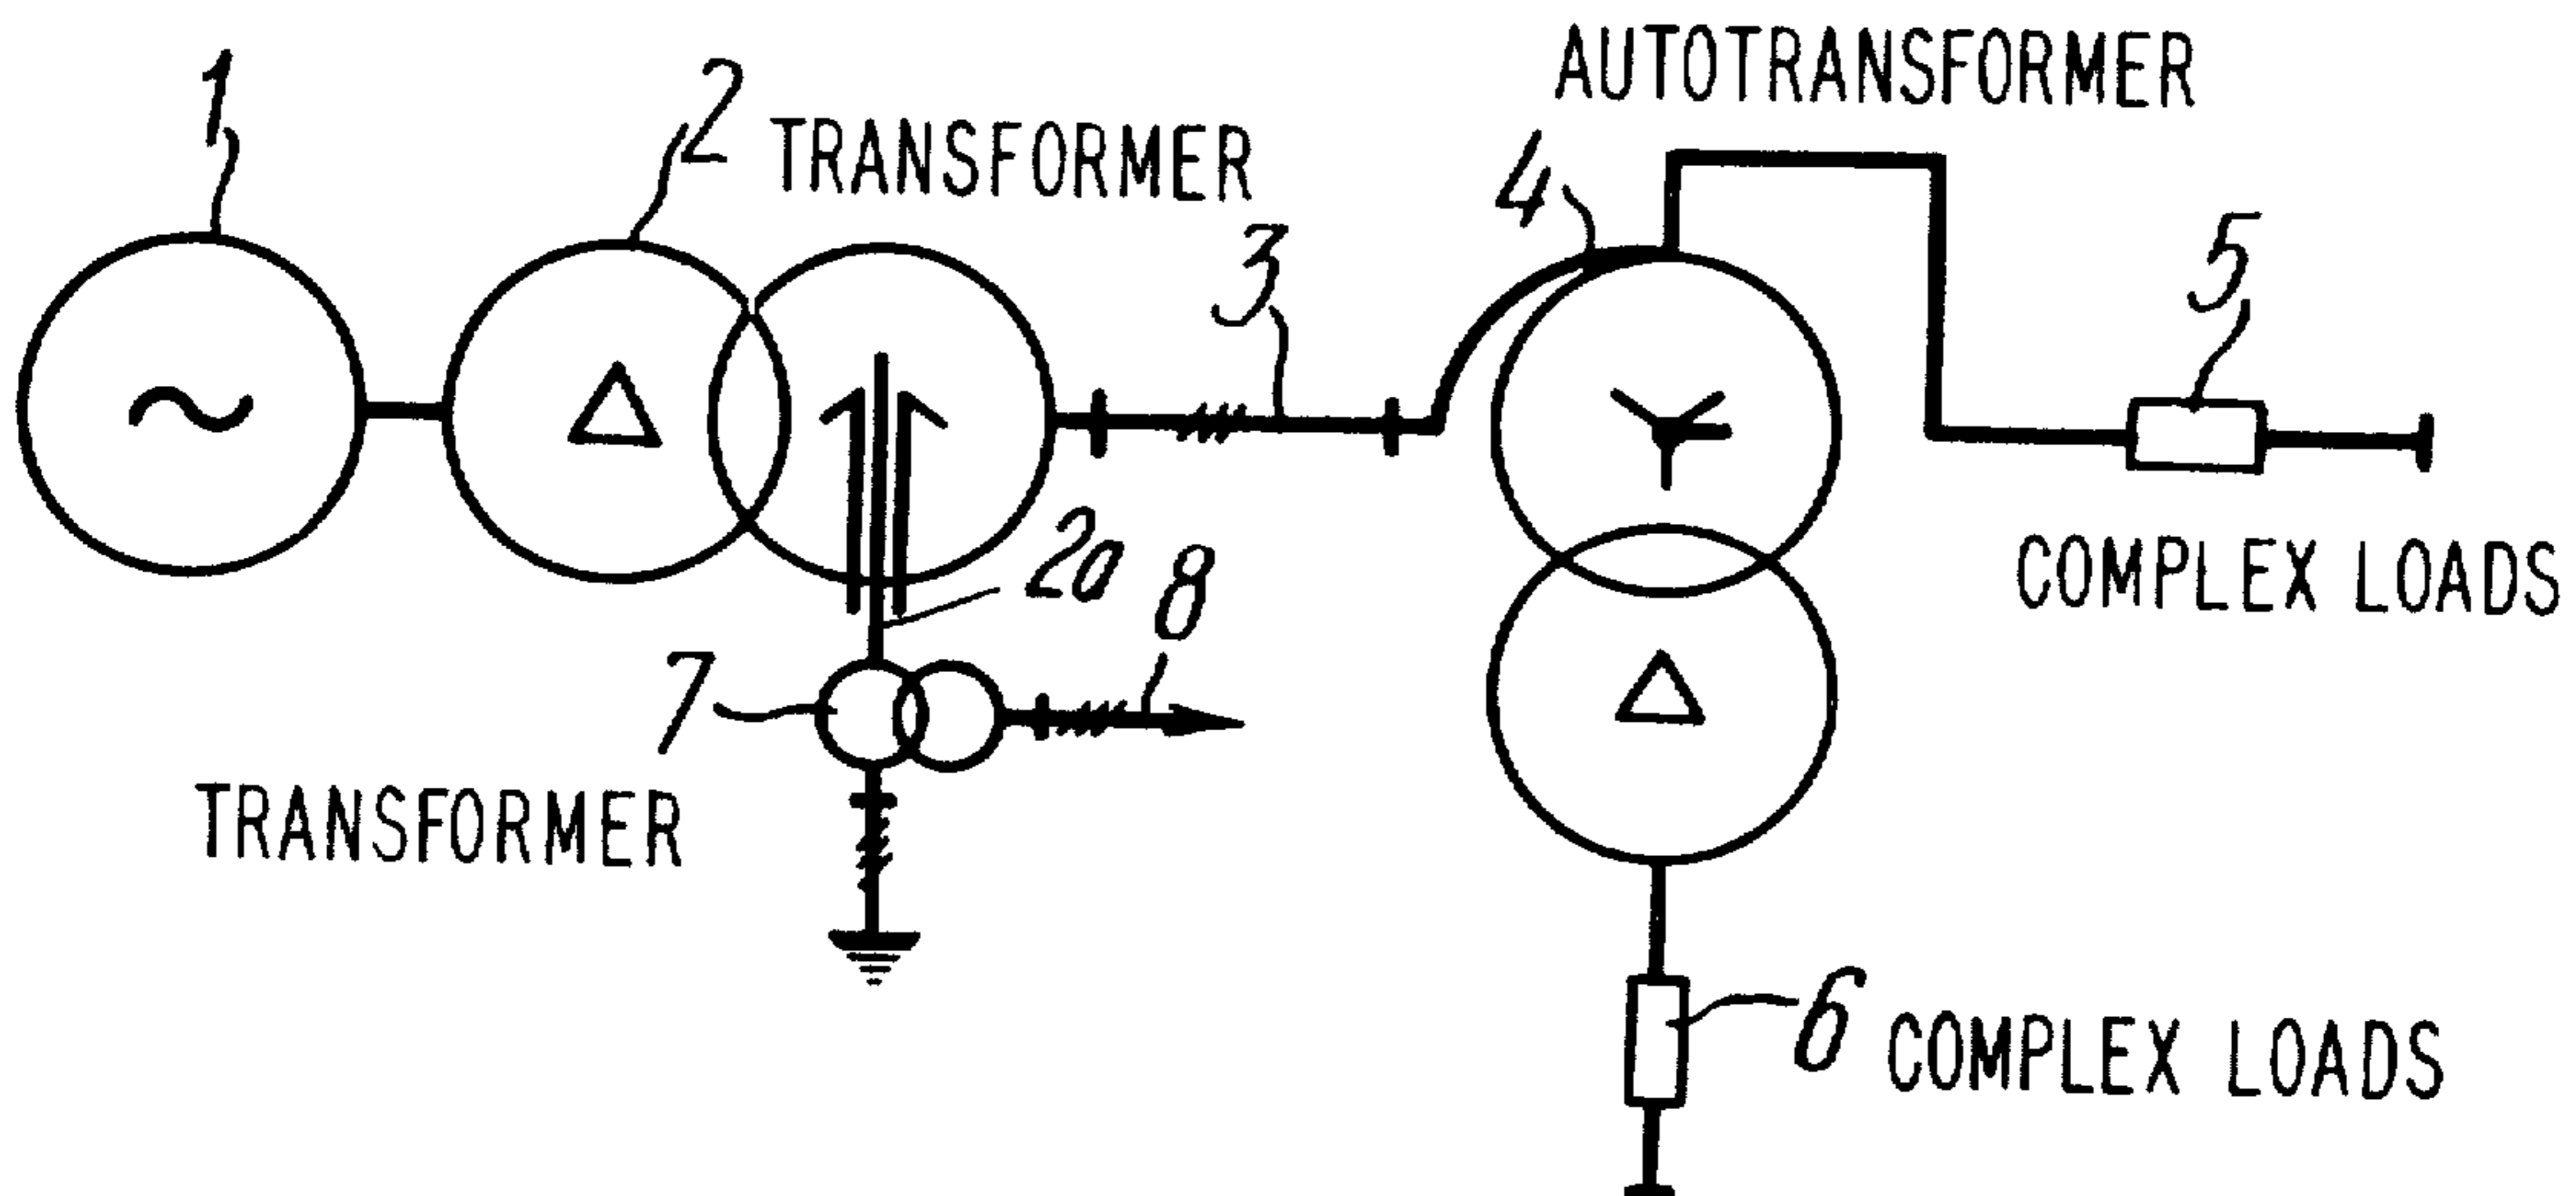 AUTOTRANSFORMER
1
2
TRANSFORMER
4
3
5
2a
8
COMPLEX LOADS
7
TRANSFORMER
6
COMPLEX LOADS